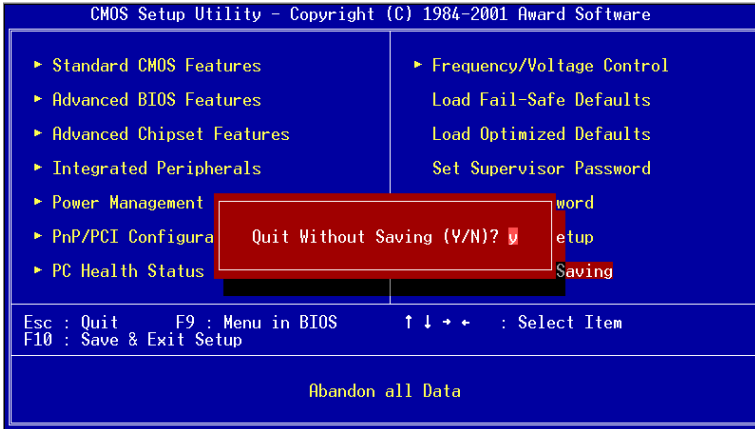 CMOS Setup Utility - Copyright (C) 1984-2001 Award Software
► Standard CMOS Features
► Advanced BIOS Features
► Advanced Chipset Features
► Integrated Peripherals
► Power Management
► PnP/PCI Configura
► PC Health Status
► Frequency/Voltage Control
Load Fail-Safe Defaults
Load Optimized Defaults
Set Supervisor Password
word
etup
Saving
Quit Without Saving (Y/N)? y
Esc : Quit F9 : Menu in BIOS ↑ ↓ → ← : Select Item
F10 : Save & Exit Setup
Abandon all Data